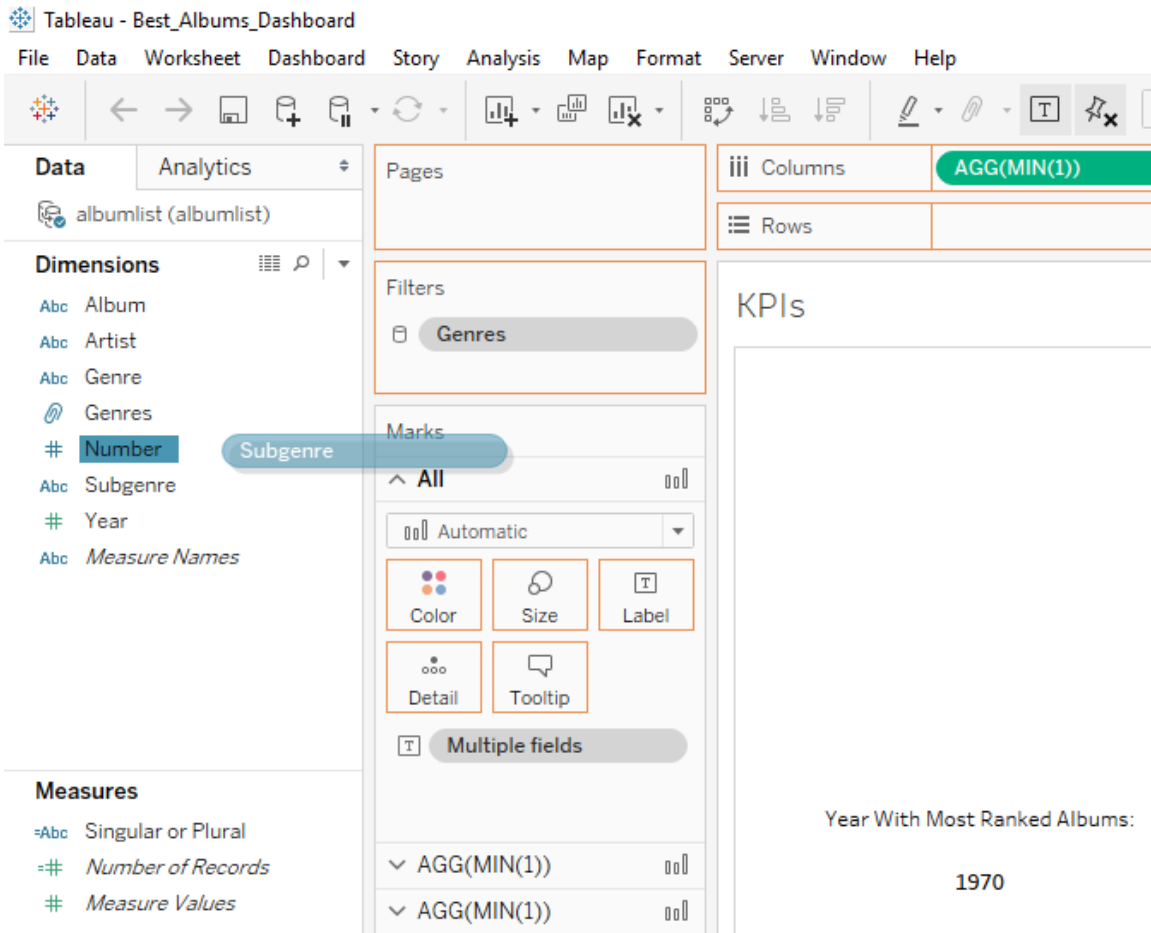 Tableau - Best_Albums_Dashboard
File Data Worksheet Dashboard Story Analysis Map Format Server Window Help
T
Data
Analytics
albumlist (albumlist)
Dimensions
Abc Album
Abc Artist
Abc Genre
Genres
# Number
Abc Subgenre
# Year
Abc Measure Names
Subgenre
Measures
=Abc Singular or Plural
=# Number of Records
# Measure Values
Pages
Filters
Genres
Marks
All
Automatic
Color
Size
T
Label
Detail
Tooltip
T Multiple fields
AGG(MIN(1))
AGG(MIN(1))
Columns
AGG(MIN(1))
Rows
KPIs
Year With Most Ranked Albums:
1970